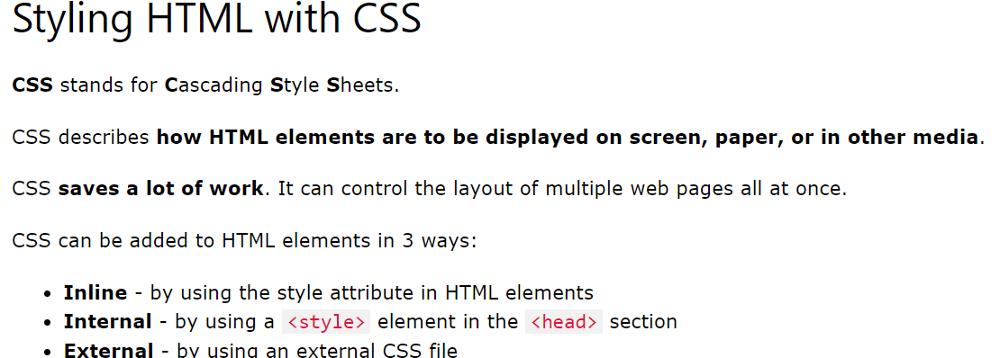 Styling HTML with CSS
CSS stands for Cascading Style Sheets.
CSS describes how HTML elements are to be displayed on screen, paper, or in other media.
CSS saves a lot of work. It can control the layout of multiple web pages all at once.
CSS can be added to HTML elements in 3 ways:
• Inline - by using the style attribute in HTML elements
• Internal - by using a <style> element in the <head> section
• External - by using an external CSS file